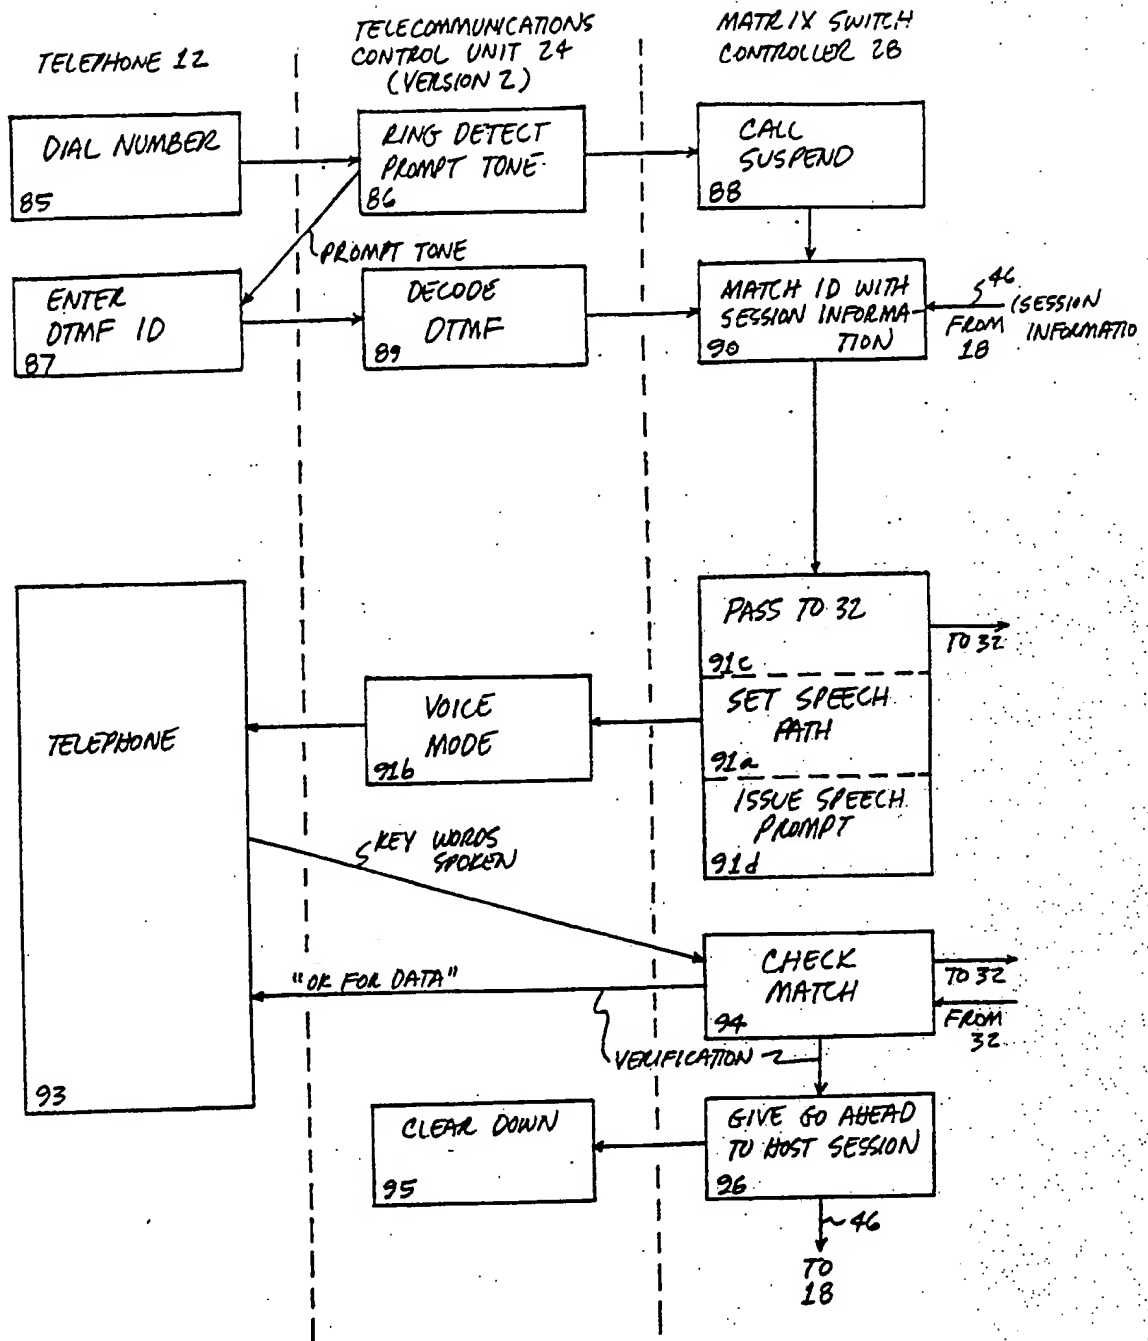 TELEPHONE 12
TELECOMMUNICATIONS
CONTROL UNIT 24
(VERSION 2)
MATRIX SWITCH
CONTROLLER 28
DIAL NUMBER
85
RING DETECT
PROMPT TONE
86
CALL
SUSPEND
88
PROMPT TONE
ENTER
DTMF ID
87
DECODE
DTMF
89
MATCH ID WITH
SESSION INFORMA-
TION
90
46
(SESSION
INFORMATIO
FROM
18
PASS TO 32
91c
TO 32
SET SPEECH
PATH
91a
ISSUE SPEECH
PROMPT
91d
VOICE
MODE
91b
TELEPHONE
93
KEY WORDS
SPOKEN
"OK FOR DATA"
CHECK
MATCH
94
TO 32
FROM
32
VERIFICATION
CLEAR DOWN
95
GIVE GO AHEAD
TO HOST SESSION
96
46
TO
18